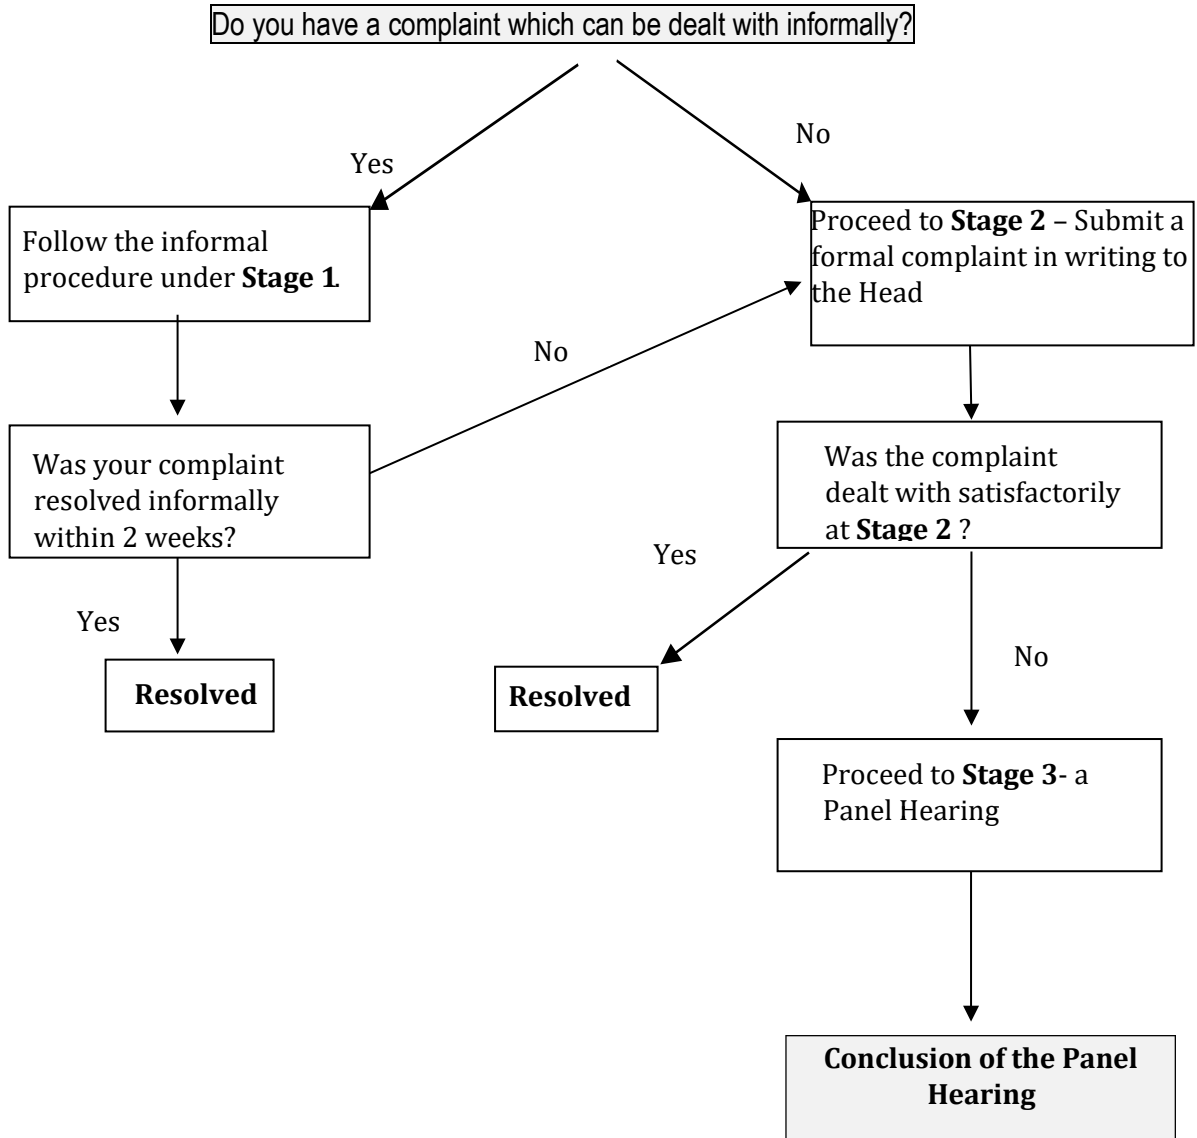 Do you have a complaint which can be dealt with informally?
No
Yes
Follow the informal
procedure under Stage 1.
Proceed to Stage 2 – Submit a
formal complaint in writing to
the Head
No
Was your complaint
resolved informally
within 2 weeks?
Was the complaint
dealt with satisfactorily
at Stage 2 ?
Yes
Yes
No
Resolved
Resolved
Proceed to Stage 3- a
Panel Hearing
Conclusion of the Panel
Hearing